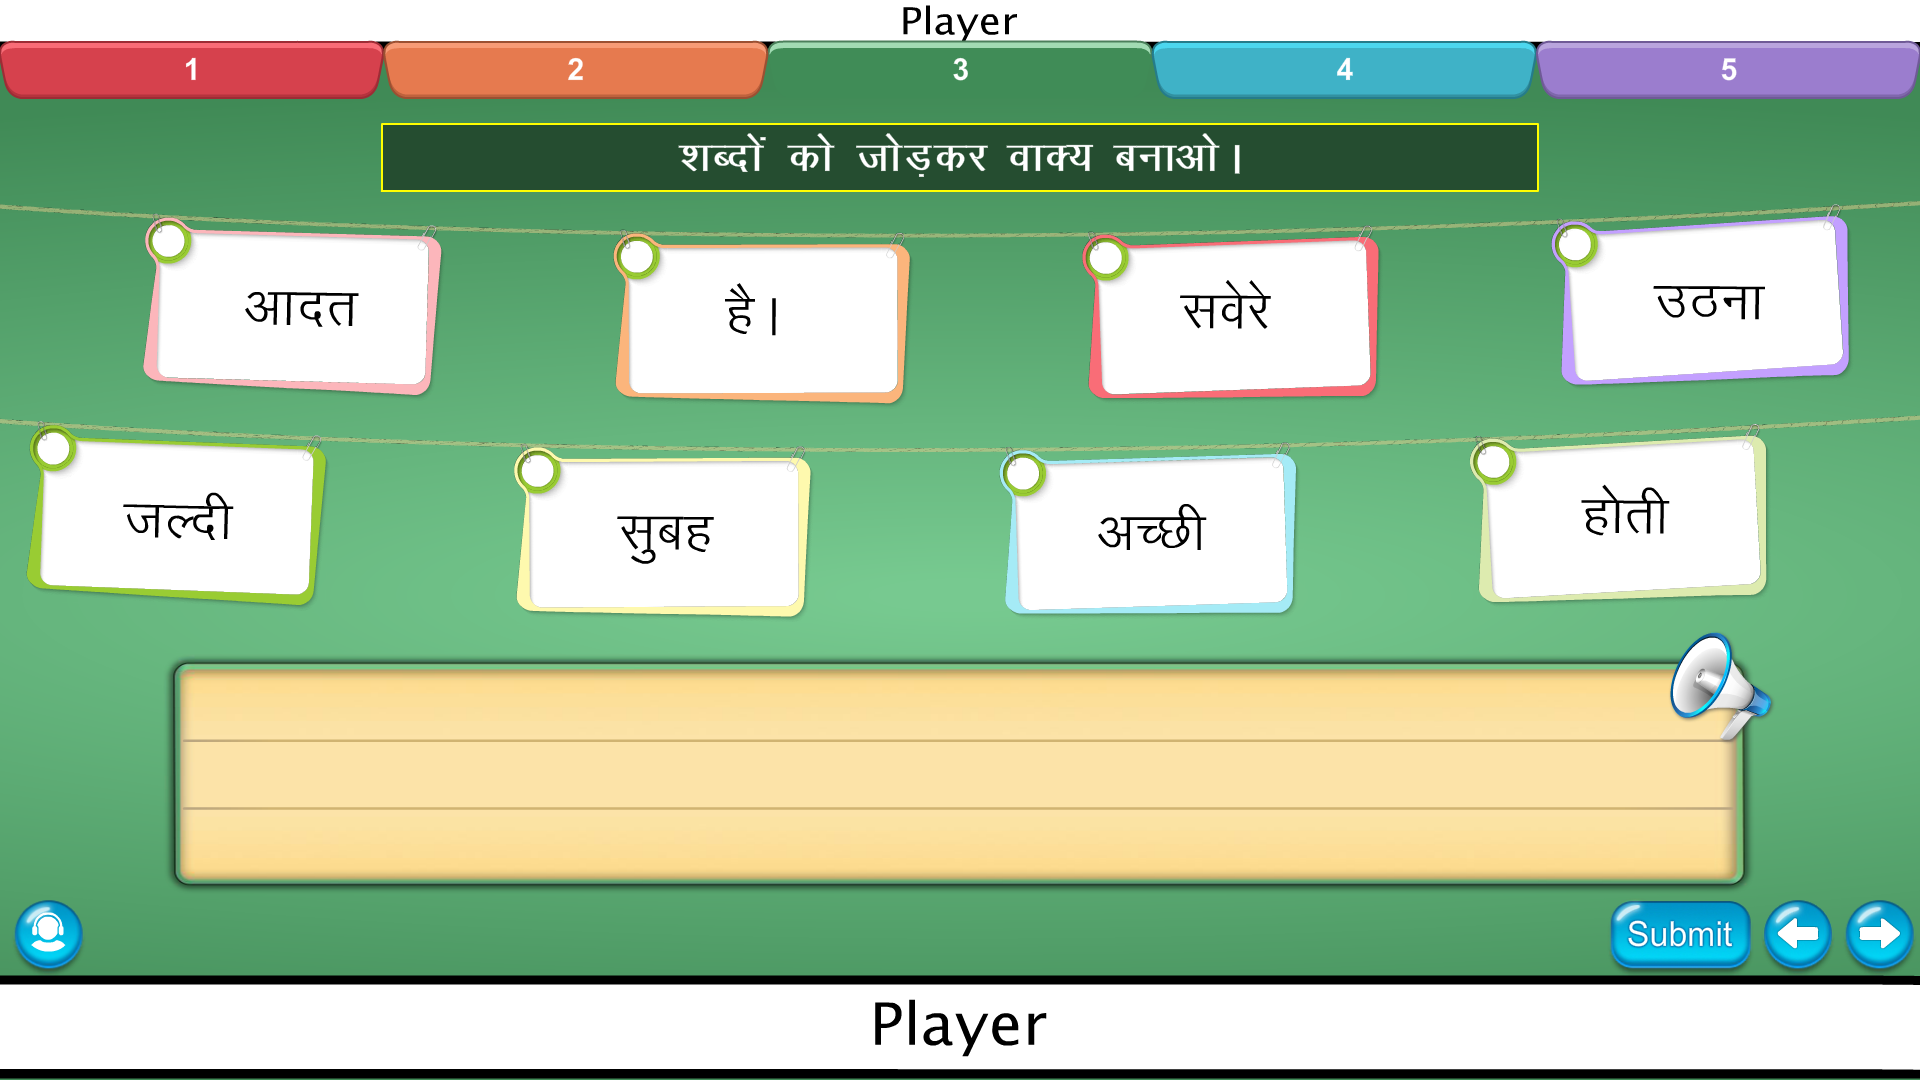 Player
1 2 3 4 5
शब्दों को जोड़कर वाक्य बनाओ।
आदत है। सवेरे उठना
जल्दी सुबह अच्छी होती
Submit
Player